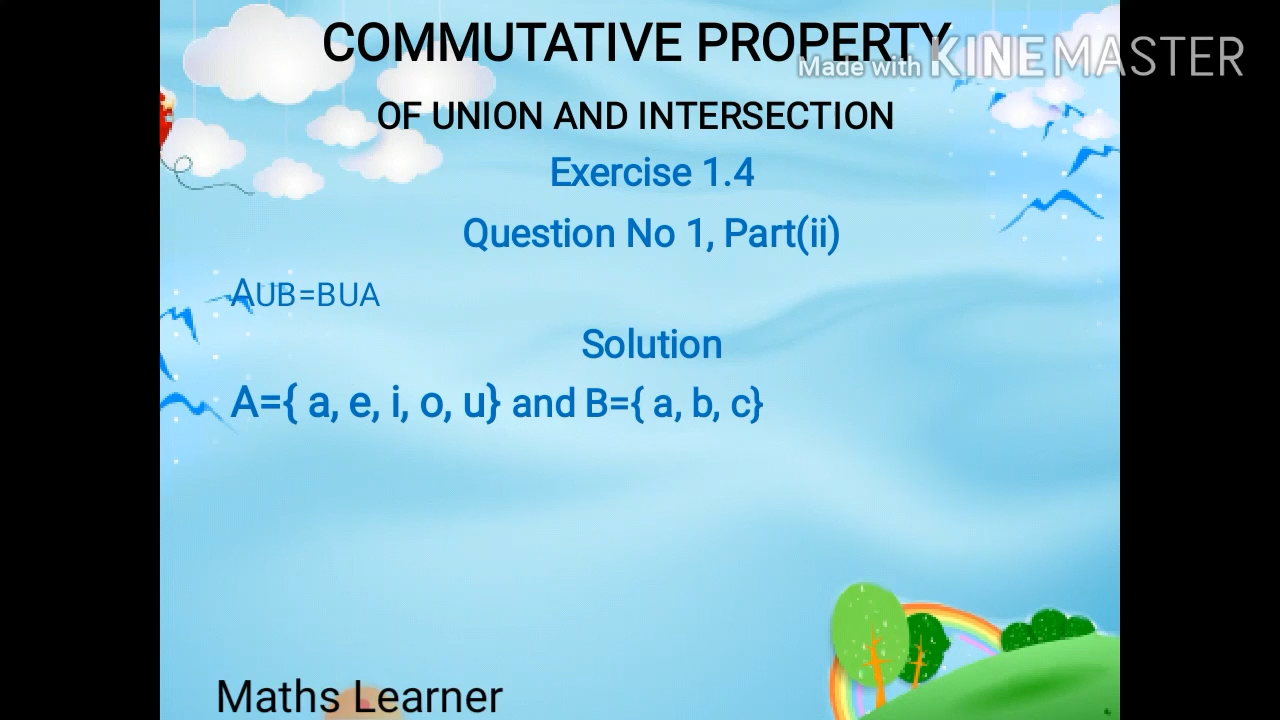 COMMUTATIVE PROPERTY
Made with KINEMASTER
OF UNION AND INTERSECTION
Exercise 1.4
Question No 1, Part(ii)
AUB=BUA
Solution
A={ a, e, i, o, u} and B={ a, b, c}
Maths Learner